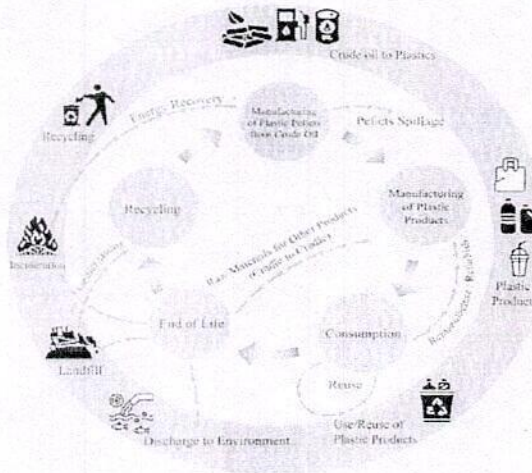 Crude oil to Plastics
Recycling
Energy Recovery
Manufacturing
of Plastic Pellets
from Crude Oil
Pellets Spillage
Recycling
Manufacturing
of Plastic
Products
Raw Materials for Other Products
(Cradle to Cradle)
Incineration
Plastic
Product
End of Life
Consumption
Landfill
Reuse
Discharge to Environment
Use/Reuse of
Plastic Products